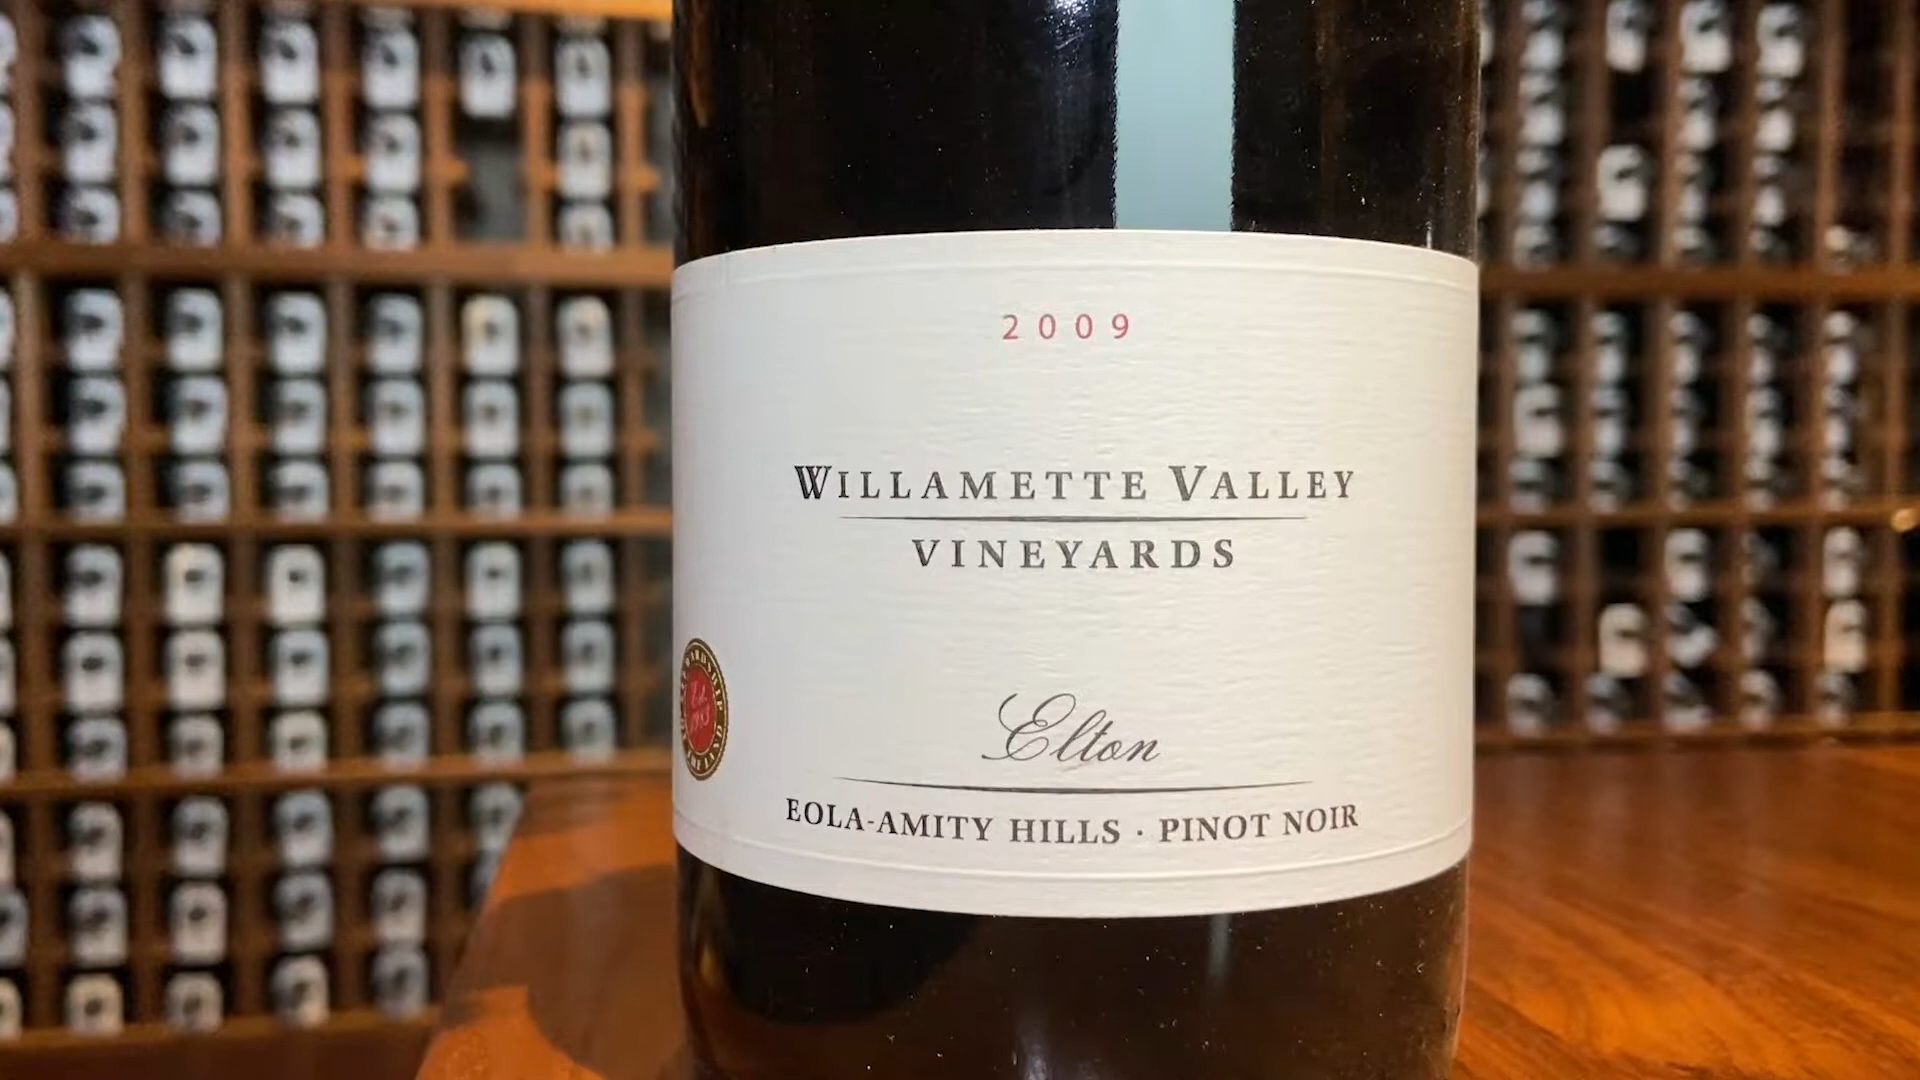 2009
WILLAMETTE VALLEY
VINEYARDS
Elton
EOLA-AMITY HILLS · PINOT NOIR